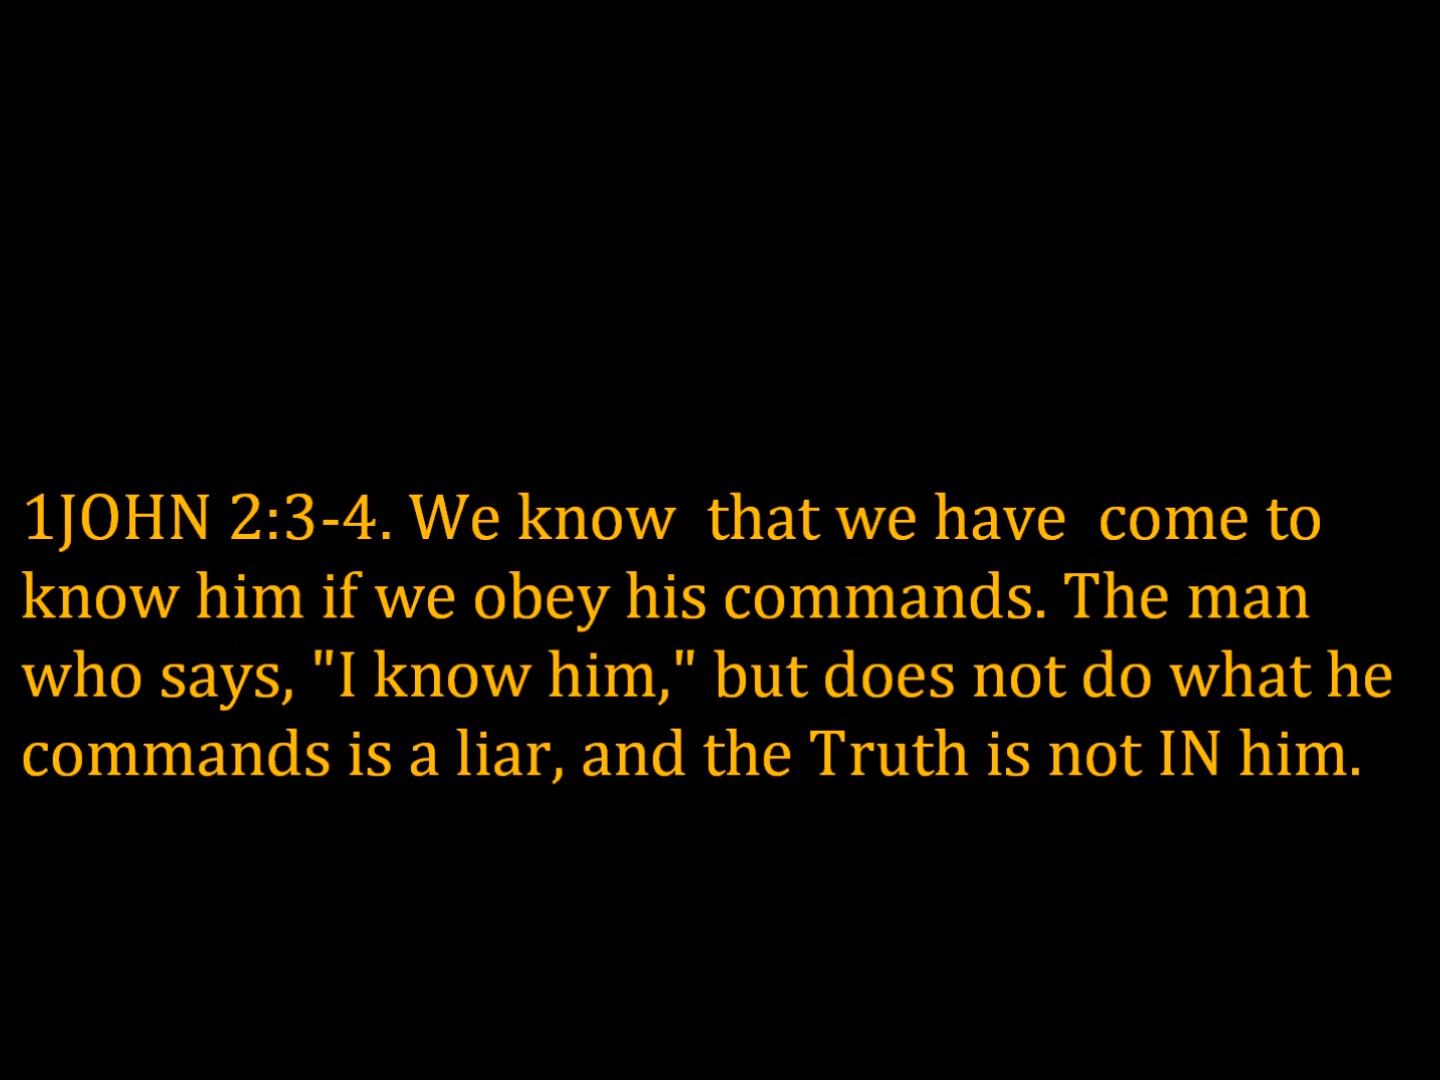 1JOHN 2:3-4. We know  that we have  come to
know him if we obey his commands. The man
who says, "I know him," but does not do what he
commands is a liar, and the Truth is not IN him.